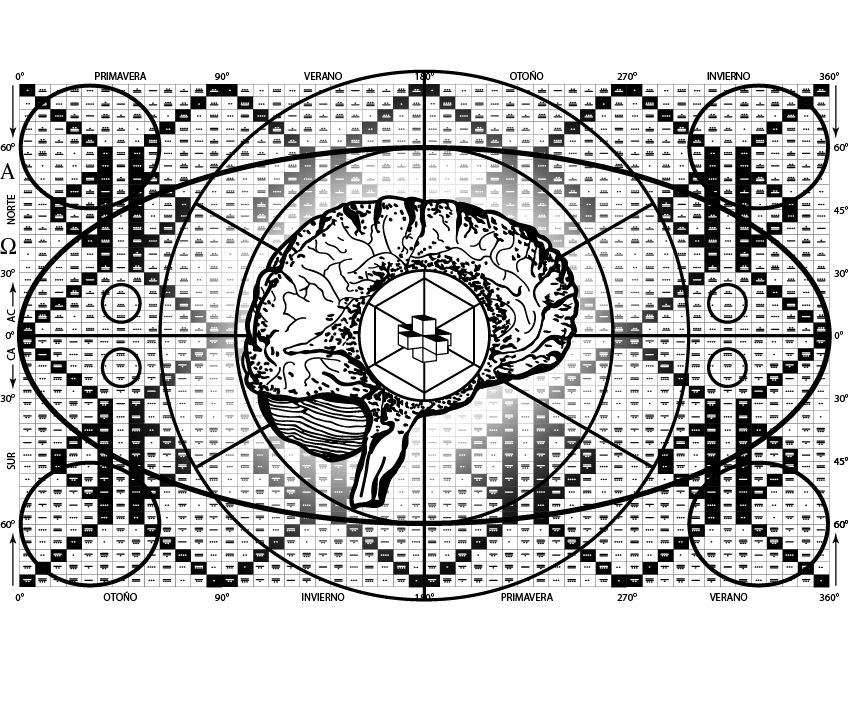 0° PRIMAVERA 90° VERANO 180° OTOÑO 270° INVIERNO 360°
60° 60°
A
NORTE 45°
Ω
30° 30°
AC
0° 0°
CA
30° 30°
SUR 45°
60° 60°
0° OTOÑO 90° INVIERNO 180° PRIMAVERA 270° VERANO 360°